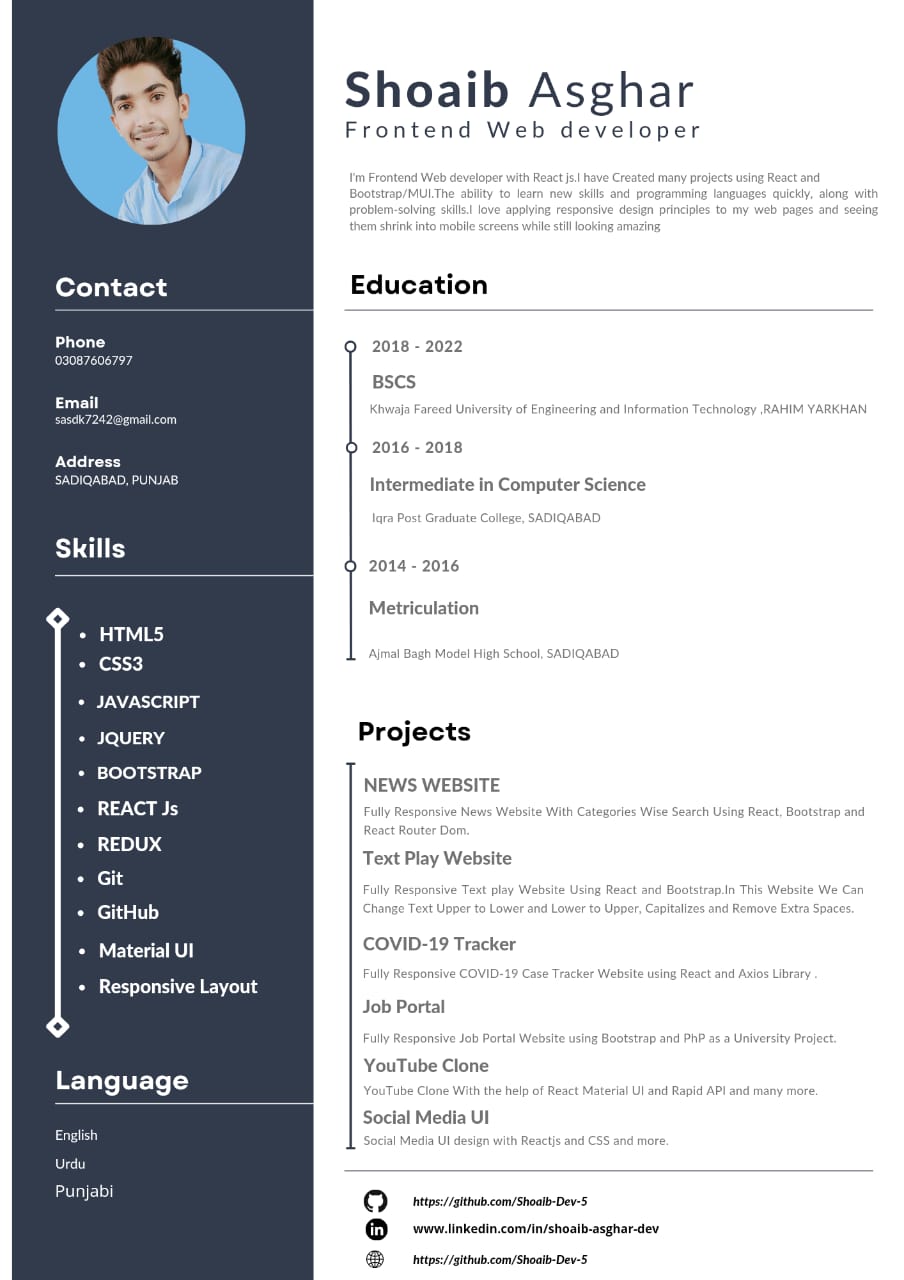 Shoaib Asghar
Frontend Web developer
I'm Frontend Web developer with React js.I have Created many projects using React and
Bootstrap/MUI.The ability to learn new skills and programming languages quickly, along with
problem-solving skills.I love applying responsive design principles to my web pages and seeing
them shrink into mobile screens while still looking amazing
Contact
Phone
03087606797
Email
sasdk7242@gmail.com
Address
SADIQABAD, PUNJAB
Skills
• HTML5
• CSS3
• JAVASCRIPT
• JQUERY
• BOOTSTRAP
• REACT Js
• REDUX
• Git
• GitHub
• Material UI
• Responsive Layout
Language
English
Urdu
Punjabi
Education
2018 - 2022
BSCS
Khwaja Fareed University of Engineering and Information Technology ,RAHIM YARKHAN
2016 - 2018
Intermediate in Computer Science
Iqra Post Graduate College, SADIQABAD
2014 - 2016
Metriculation
Ajmal Bagh Model High School, SADIQABAD
Projects
NEWS WEBSITE
Fully Responsive News Website With Categories Wise Search Using React, Bootstrap and
React Router Dom.
Text Play Website
Fully Responsive Text play Website Using React and Bootstrap.In This Website We Can
Change Text Upper to Lower and Lower to Upper, Capitalizes and Remove Extra Spaces.
COVID-19 Tracker
Fully Responsive COVID-19 Case Tracker Website using React and Axios Library .
Job Portal
Fully Responsive Job Portal Website using Bootstrap and PhP as a University Project.
YouTube Clone
YouTube Clone With the help of React Material UI and Rapid API and many more.
Social Media UI
Social Media UI design with Reactjs and CSS and more.
https://github.com/Shoaib-Dev-5
www.linkedin.com/in/shoaib-asghar-dev
https://github.com/Shoaib-Dev-5